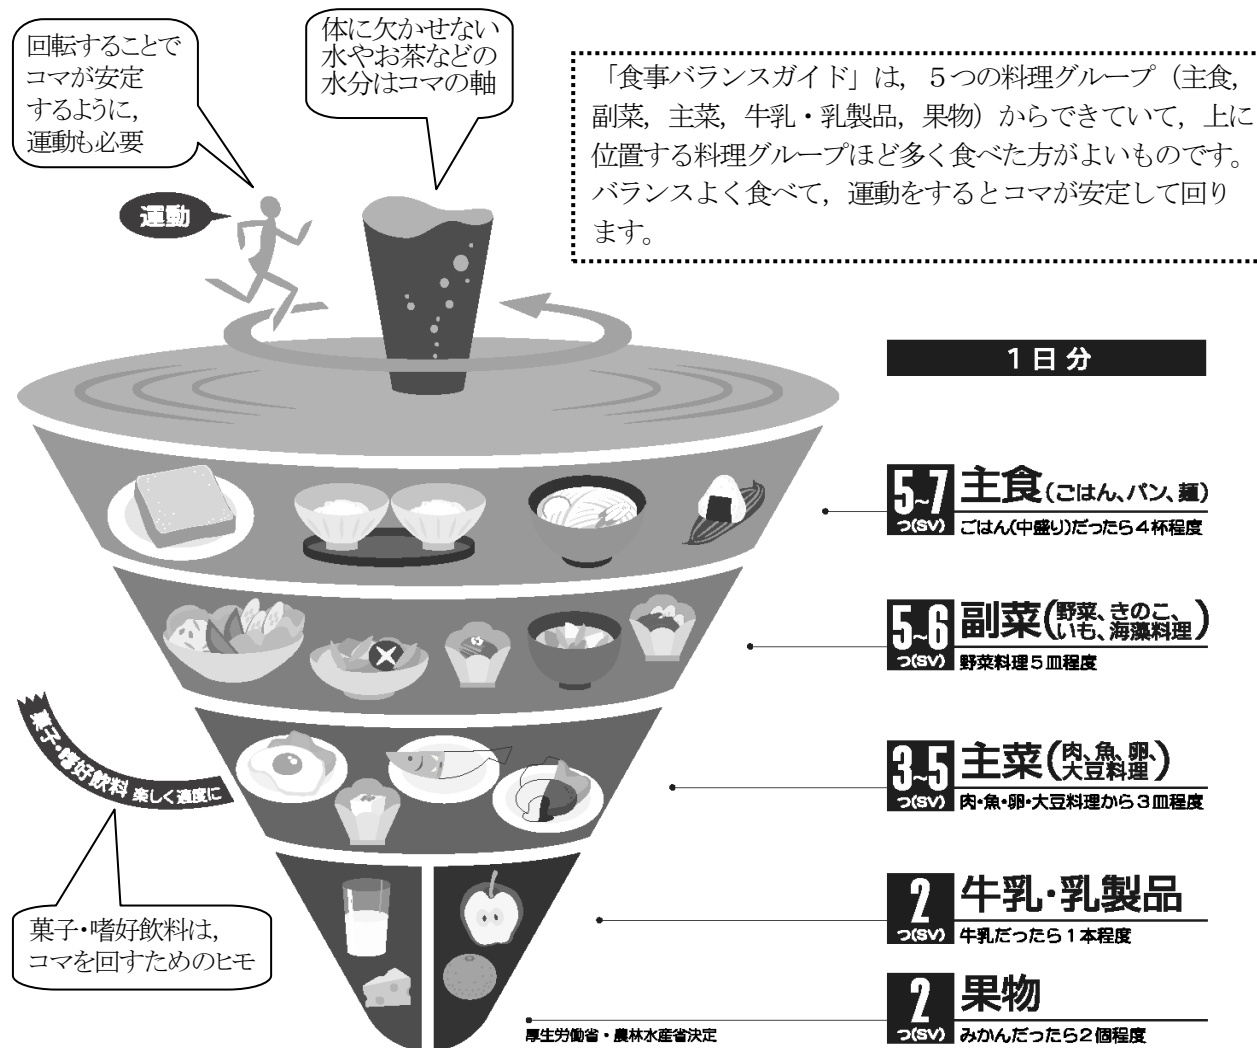 回転することで
コマが安定
するように，
運動も必要
体に欠かせない
水やお茶などの
水分はコマの軸
「食事バランスガイド」は，５つの料理グループ（主食，
副菜，主菜，牛乳・乳製品，果物）からできていて，上に
位置する料理グループほど多く食べた方がよいものです。
バランスよく食べて，運動をするとコマが安定して回り
ます。
運動
1日分
5~7
つ(SV)
主食(ごはん、パン、麺)
ごはん(中盛り)だったら4杯程度
5~6
つ(SV)
副菜(野菜、きのこ、
いも、海藻料理)
野菜料理5皿程度
3~5
つ(SV)
主菜(肉、魚、卵、
大豆料理)
肉・魚・卵・大豆料理から3皿程度
2
つ(SV)
牛乳・乳製品
牛乳だったら1本程度
2
つ(SV)
果物
みかんだったら2個程度
菓子・嗜好飲料 楽しく適度に
菓子・嗜好飲料は，
コマを回すためのヒモ
厚生労働省・農林水産省決定